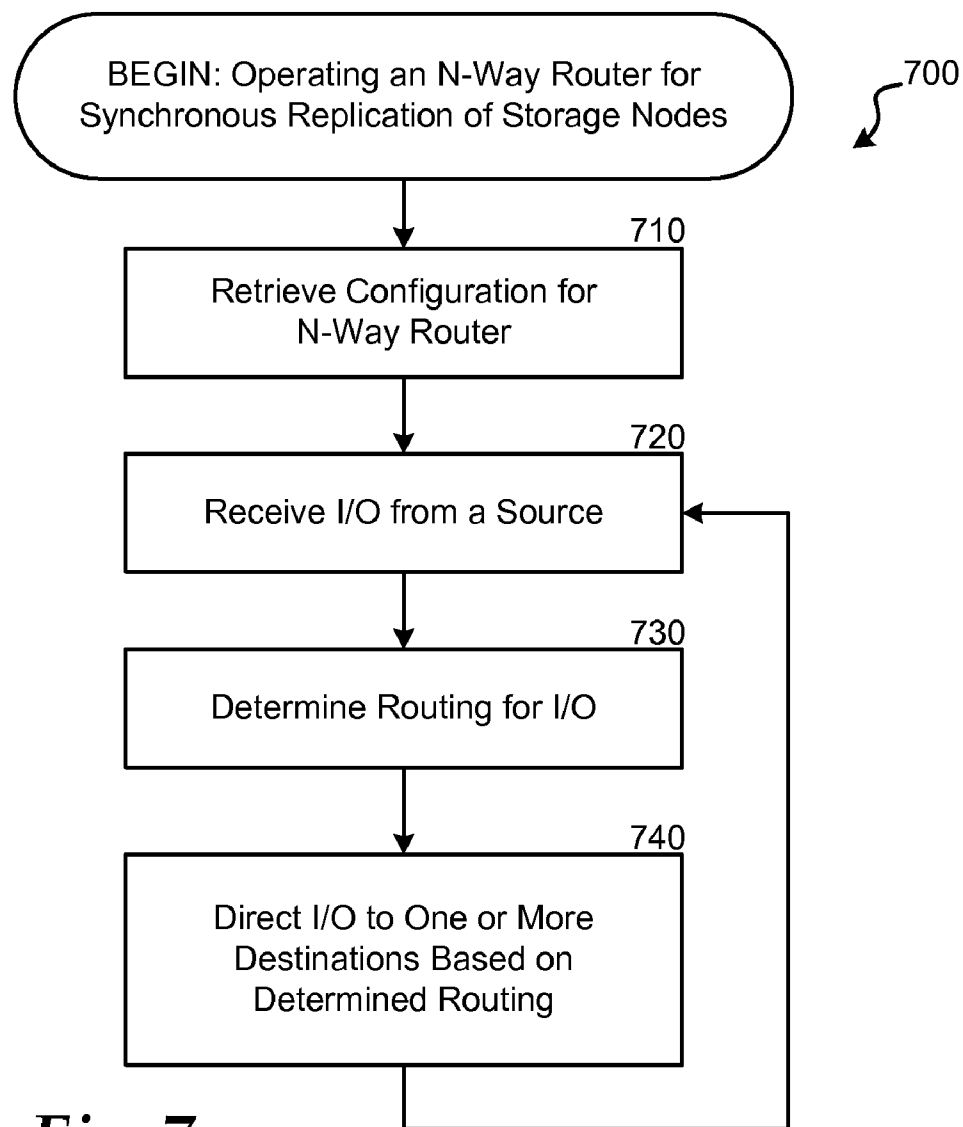 BEGIN: Operating an N-Way Router for
Synchronous Replication of Storage Nodes
700
710
Retrieve Configuration for
N-Way Router
720
Receive I/O from a Source
730
Determine Routing for I/O
740
Direct I/O to One or More
Destinations Based on
Determined Routing
Fig. 7